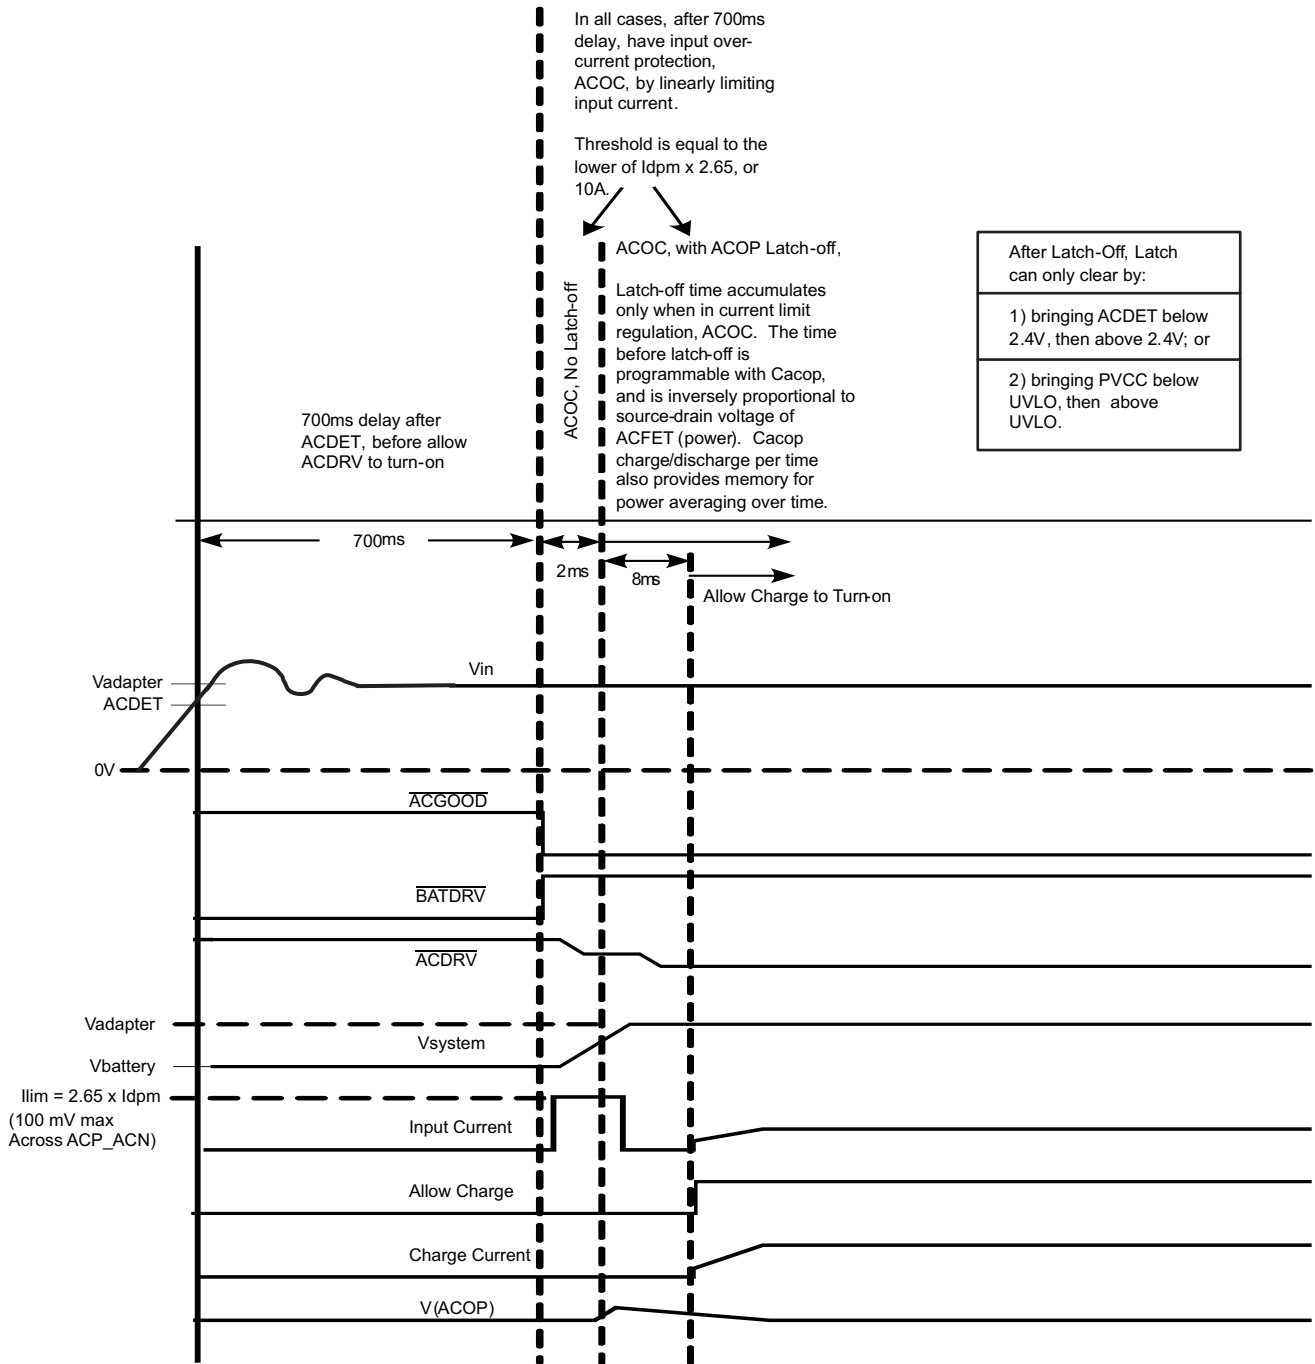 In all cases, after 700ms
delay, have input over-
current protection,
ACOC, by linearly limiting
input current.
Threshold is equal to the
lower of Idpm x 2.65, or
10A.
ACOC, No Latch-off
ACOC, with ACOP Latch-off,
Latch-off time accumulates
only when in current limit
regulation, ACOC. The time
before latch-off is
programmable with Cacop,
and is inversely proportional to
source-drain voltage of
ACFET (power). Cacop
charge/discharge per time
also provides memory for
power averaging over time.
After Latch-Off, Latch
can only clear by:
1) bringing ACDET below
2.4V, then above 2.4V; or
2) bringing PVCC below
UVLO, then above
UVLO.
700ms delay after
ACDET, before allow
ACDRV to turn-on
700ms
2ms
8ms
Allow Charge to Turn-on
Vin
Vadapter
ACDET
0V
ACGOOD
BATDRV
ACDRV
Vadapter
Vsystem
Vbattery
Ilim = 2.65 x Idpm
(100 mV max
Across ACP_ACN)
Input Current
Allow Charge
Charge Current
V(ACOP)